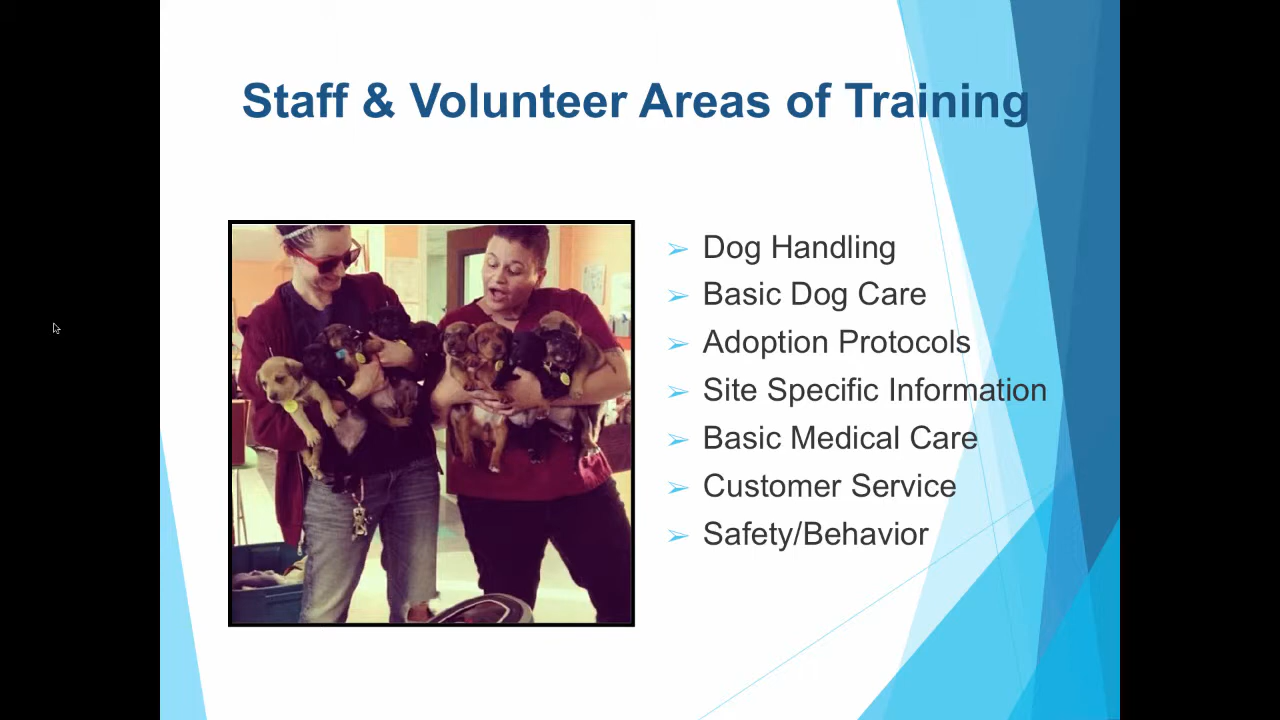 Staff & Volunteer Areas of Training
Dog Handling
Basic Dog Care
Adoption Protocols
Site Specific Information
Basic Medical Care
Customer Service
Safety/Behavior